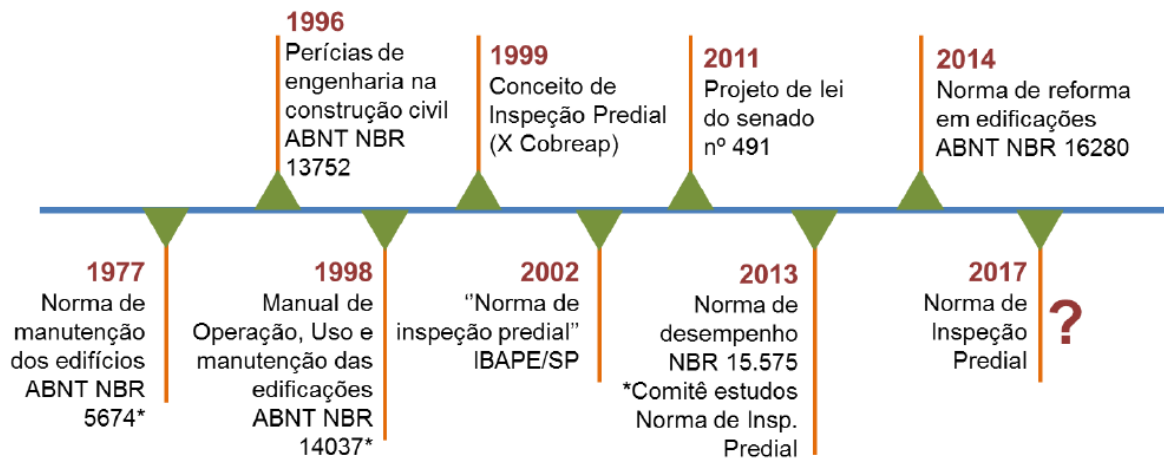 1996
Perícias de
engenharia na
construção civil
ABNT NBR
13752
1999
Conceito de
Inspeção Predial
(X Cobreap)
2011
Projeto de lei
do senado
nº 491
2014
Norma de reforma
em edificações
ABNT NBR 16280
1977
Norma de
manutenção
dos edifícios
ABNT NBR
5674*
1998
Manual de
Operação, Uso e
manutenção das
edificações
ABNT NBR
14037*
2002
‘‘Norma de
inspeção predial’’
IBAPE/SP
2013
Norma de
desempenho
NBR 15.575
*Comitê estudos
Norma de Insp.
Predial
2017
Norma de
Inspeção
Predial
?